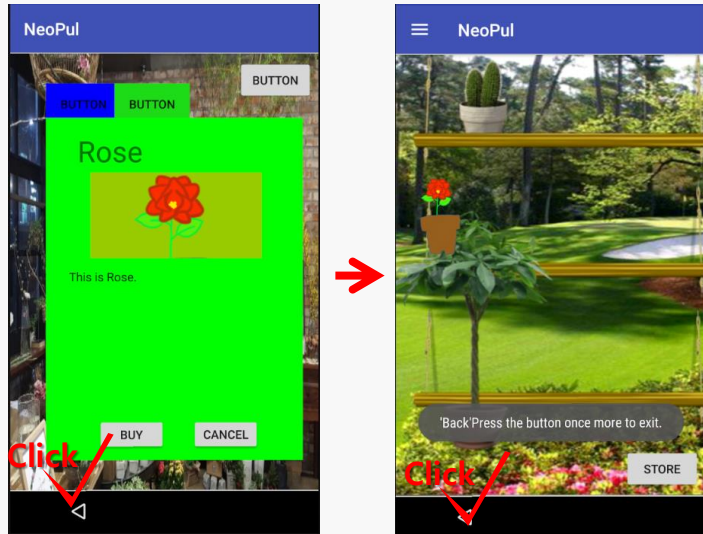 NeoPul
BUTTON
BUTTON
BUTTON
Rose
This is Rose.
BUY
CANCEL
Click
NeoPul
'Back'Press the button once more to exit.
STORE
Click